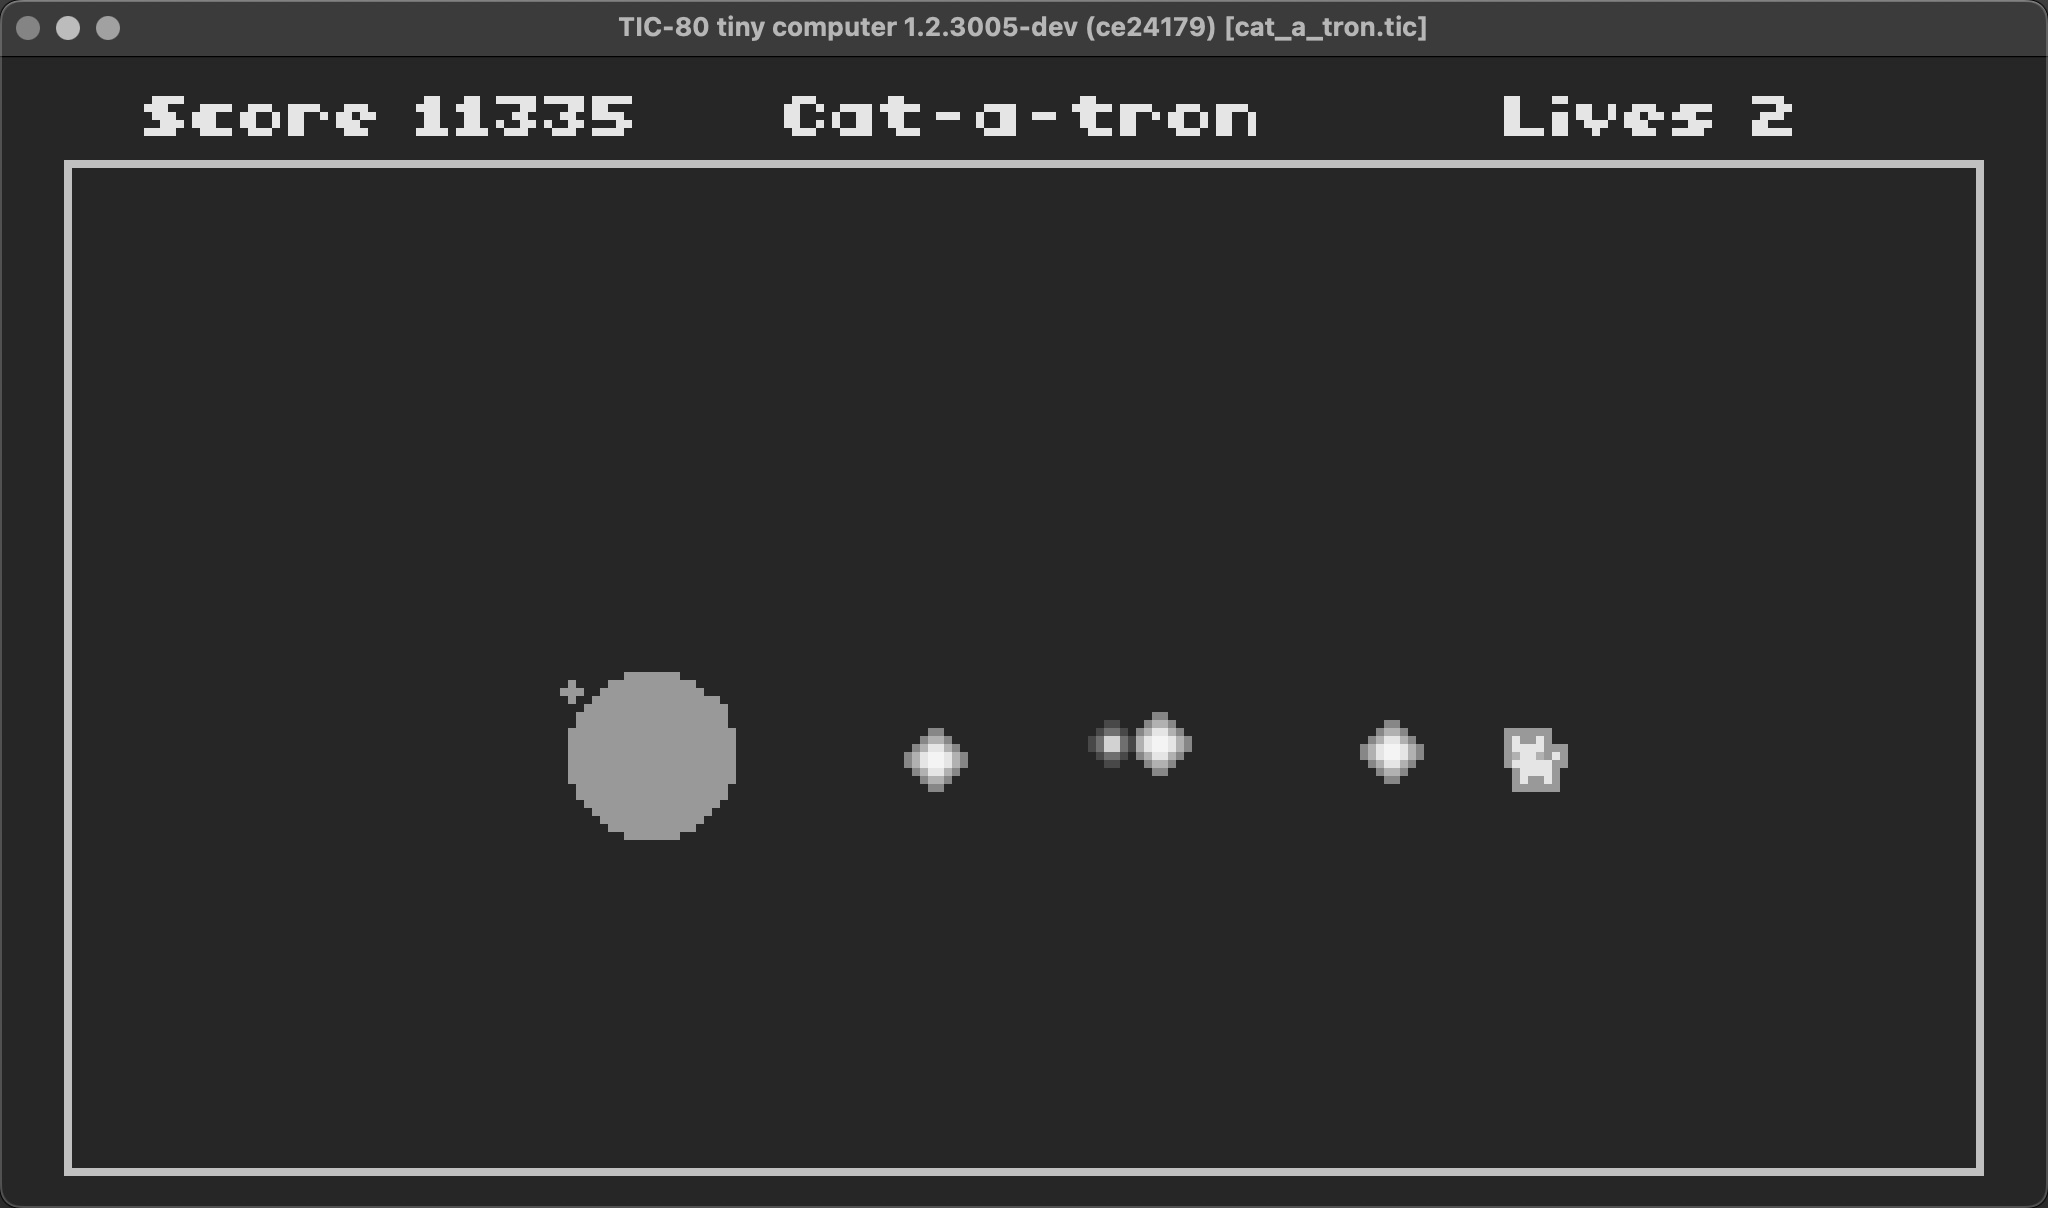 TIC-80 tiny computer 1.2.3005-dev (ce24179) [cat_a_tron.tic]
Score 11335 Cat-a-tron Lives 2